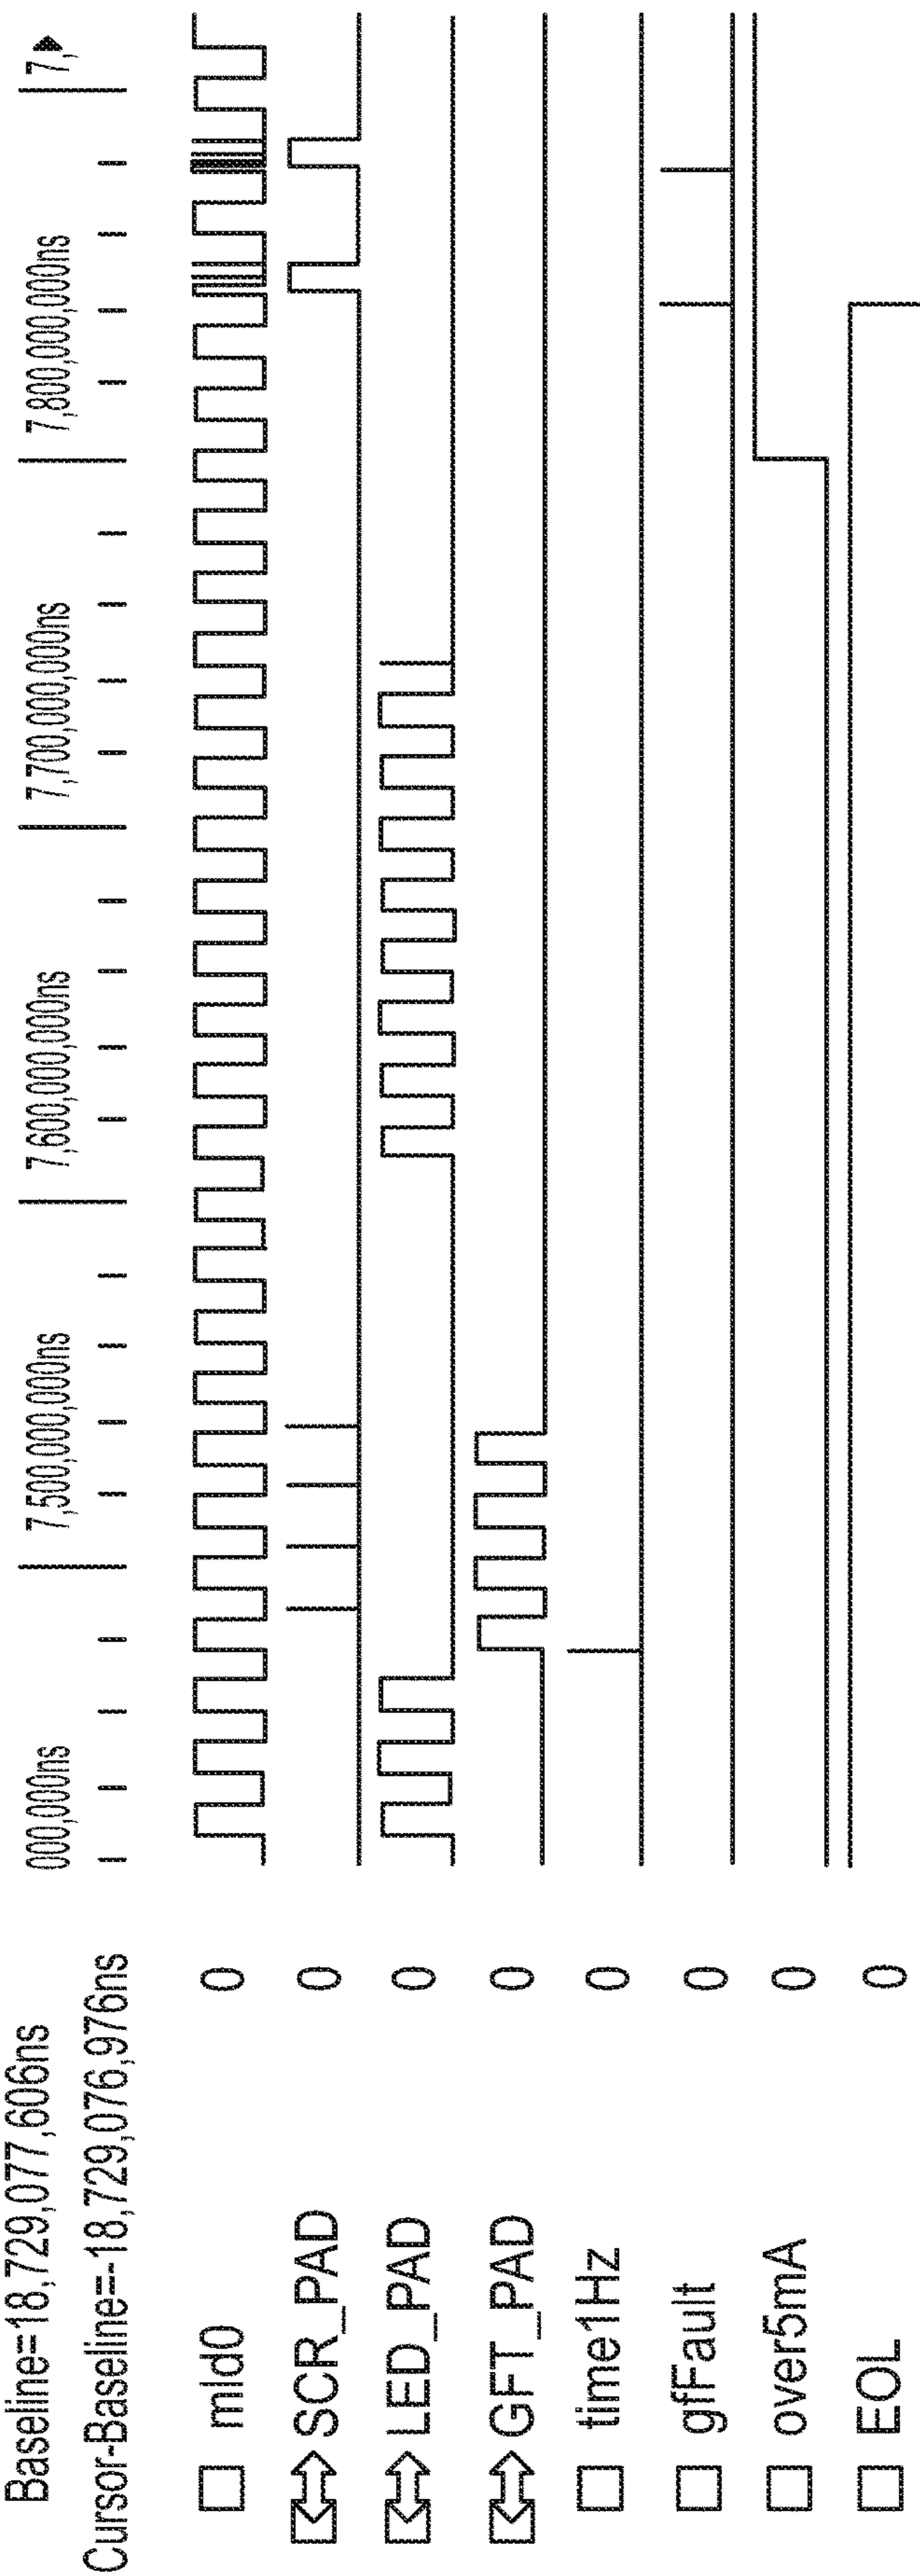 Baseline=18,729,077,606ns
Cursor-Baseline=-18,729,076,976ns
000,000ns 7,500,000,000ns 7,600,000,000ns 7,700,000,000ns 7,800,000,000ns 7,
mld0 0
SCR_PAD 0
LED_PAD 0
GFT_PAD 0
time1Hz 0
gfFault 0
over5mA 0
EOL 0